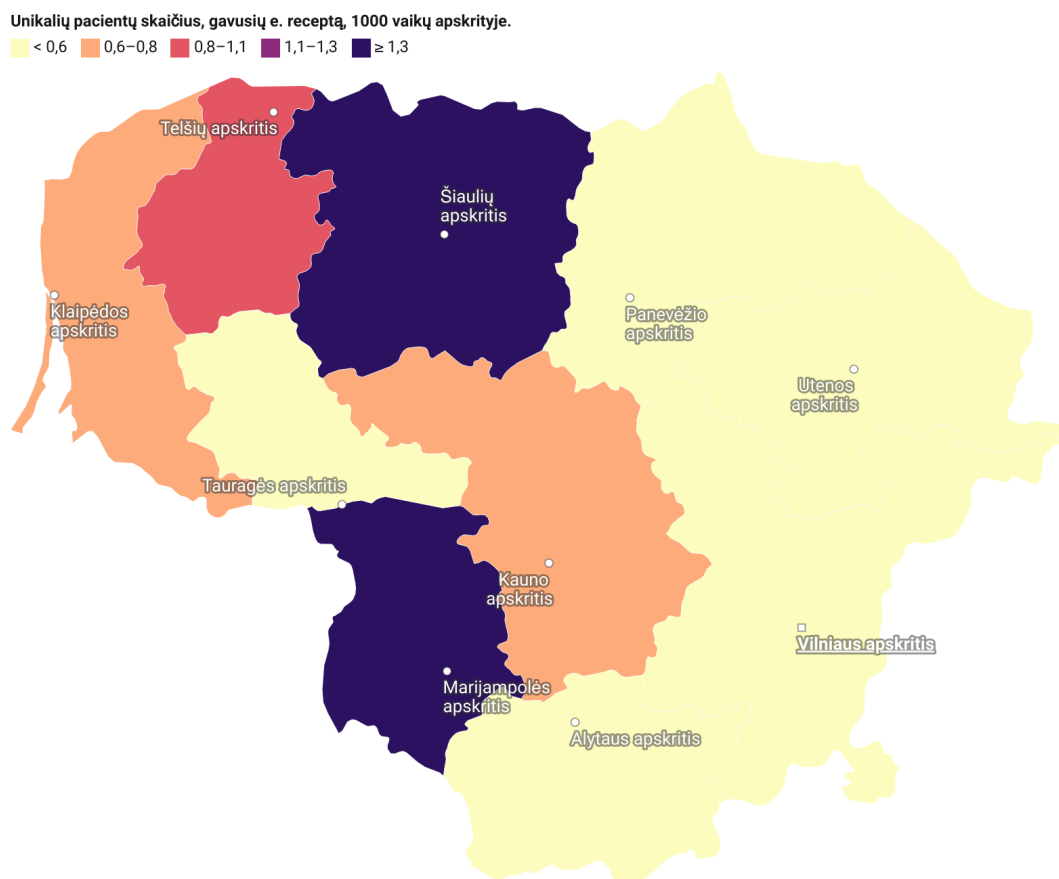 Unikalių pacientų skaičius, gavusių e. receptą, 1000 vaikų apskrityje.
< 0,6 0,6–0,8 0,8–1,1 1,1–1,3 ≥ 1,3
Telšių apskritis
Šiaulių
apskritis
Klaipėdos
apskritis
Panevėžio
apskritis
Utenos
apskritis
Tauragės apskritis
Kauno
apskritis
Vilniaus apskritis
Marijampolės
apskritis
Alytaus apskritis